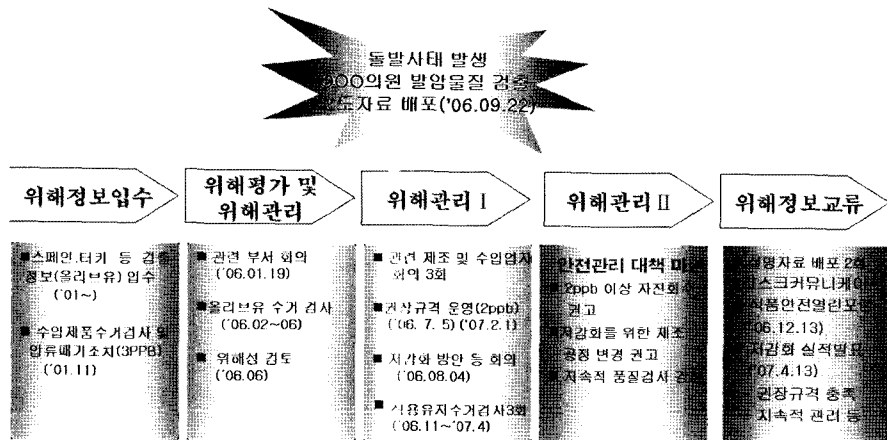 돌발사태 발생
OO의원 발암물질 검출
자료 배포('06.09.22)
위해정보입수
위해평가 및
위해관리
위해관리 Ⅰ
위해관리 Ⅱ
위해정보교류
■스페인,터키 등 검출
정보(올리브유) 입수
('01~)
■ 수입제품수거검사 및
압류폐기조치(3PPB)
('01.11)
■ 관련 부서 회의
('06.01.19)
■올리브유 수거 검사
('06.02~06)
■ 위해성 검토
('06.06)
■ 관련 제조 및 수입업자
회의 3회
■권장규격 운영(2ppb)
('06. 7. 5) ('07.2.1)
■ 저감화 방안 등 회의
('06.08.04)
■ 식용유지수거검사3회
('06.11~'07.4)
안전관리 대책
■2ppb 이상 자진회수
권고
■저감화를 위한 제조
공정 변경 권고
■지속적 품질검사
자료 배포 2회
리스크커뮤니케이션
식품안전열린포럼
'06.12.13)
저감화 실적발표
'07.4.13)
권장규격 충족
지속적 관리 등